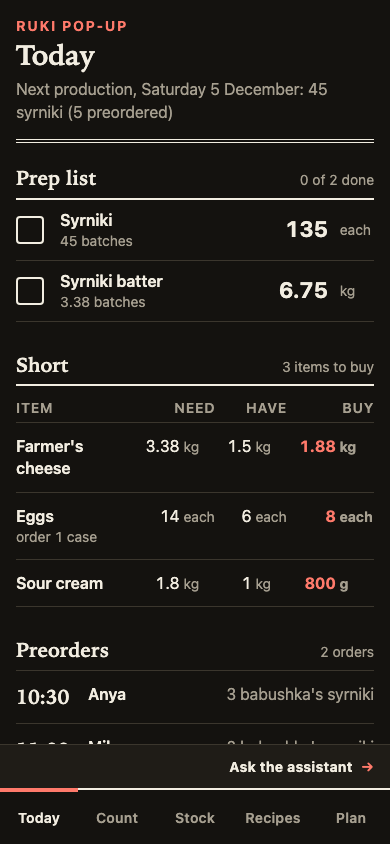 RUKI POP-UP
Today
Next production, Saturday 5 December: 45
syrniki (5 preordered)
Prep list 0 of 2 done
Syrniki 135 each
45 batches
Syrniki batter 6.75 kg
3.38 batches
Short 3 items to buy
ITEM NEED HAVE BUY
Farmer's 3.38 kg 1.5 kg 1.88 kg
cheese
Eggs 14 each 6 each 8 each
order 1 case
Sour cream 1.8 kg 1 kg 800 g
Preorders 2 orders
10:30 Anya 3 babushka's syrniki
Ask the assistant →
Today Count Stock Recipes Plan